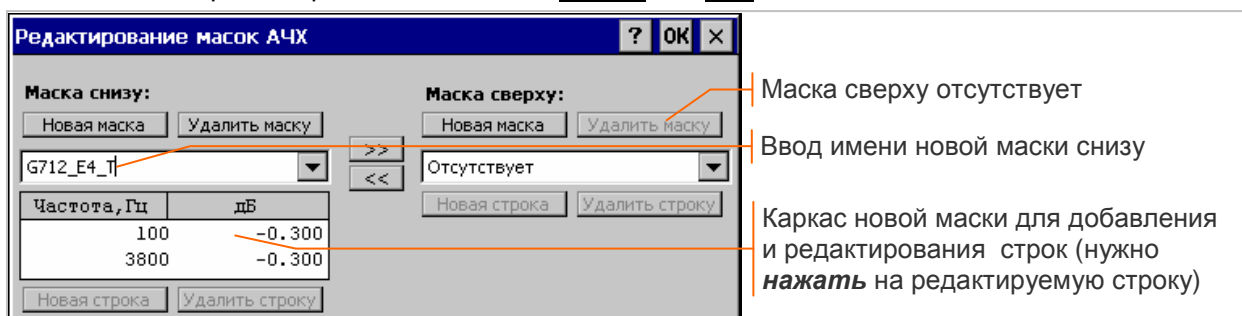 Редактирование масок АЧХ
? OK ×
Маска снизу:
Новая маска Удалить маску
G712_E4_T
Частота,Гц дБ
100 -0.300
3800 -0.300
Новая строка Удалить строку
>>
<<
Маска сверху:
Новая маска Удалить маску
Отсутствует
Новая строка Удалить строку
Маска сверху отсутствует
Ввод имени новой маски снизу
Каркас новой маски для добавления
и редактирования строк (нужно
нажать на редактируемую строку)